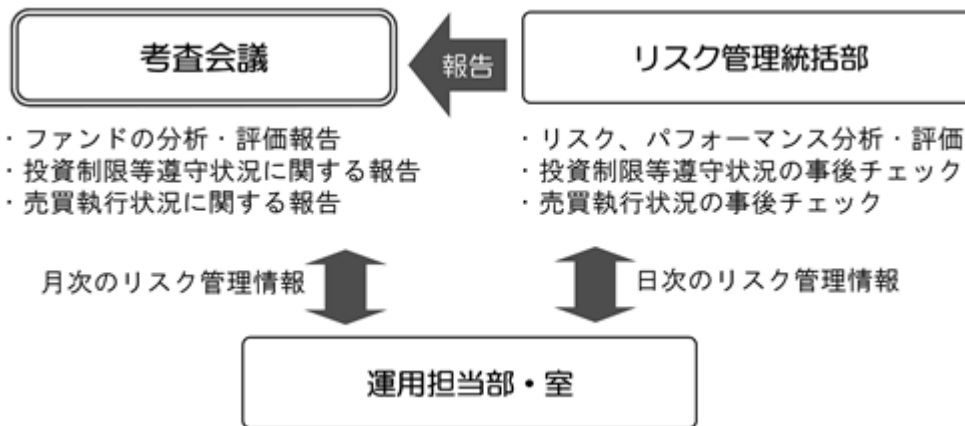 考査会議
報告
リスク管理統括部
・ファンドの分析・評価報告
・投資制限等遵守状況に関する報告
・売買執行状況に関する報告
・リスク、パフォーマンス分析・評価
・投資制限等遵守状況の事後チェック
・売買執行状況の事後チェック
月次のリスク管理情報
日次のリスク管理情報
運用担当部・室